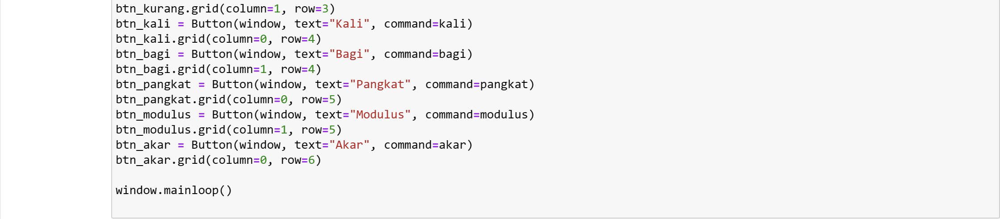 btn_kurang.grid(column=1, row=3)
btn_kali = Button(window, text="Kali", command=kali)
btn_kali.grid(column=0, row=4)
btn_bagi = Button(window, text="Bagi", command=bagi)
btn_bagi.grid(column=1, row=4)
btn_pangkat = Button(window, text="Pangkat", command=pangkat)
btn_pangkat.grid(column=0, row=5)
btn_modulus = Button(window, text="Modulus", command=modulus)
btn_modulus.grid(column=1, row=5)
btn_akar = Button(window, text="Akar", command=akar)
btn_akar.grid(column=0, row=6)
window.mainloop()